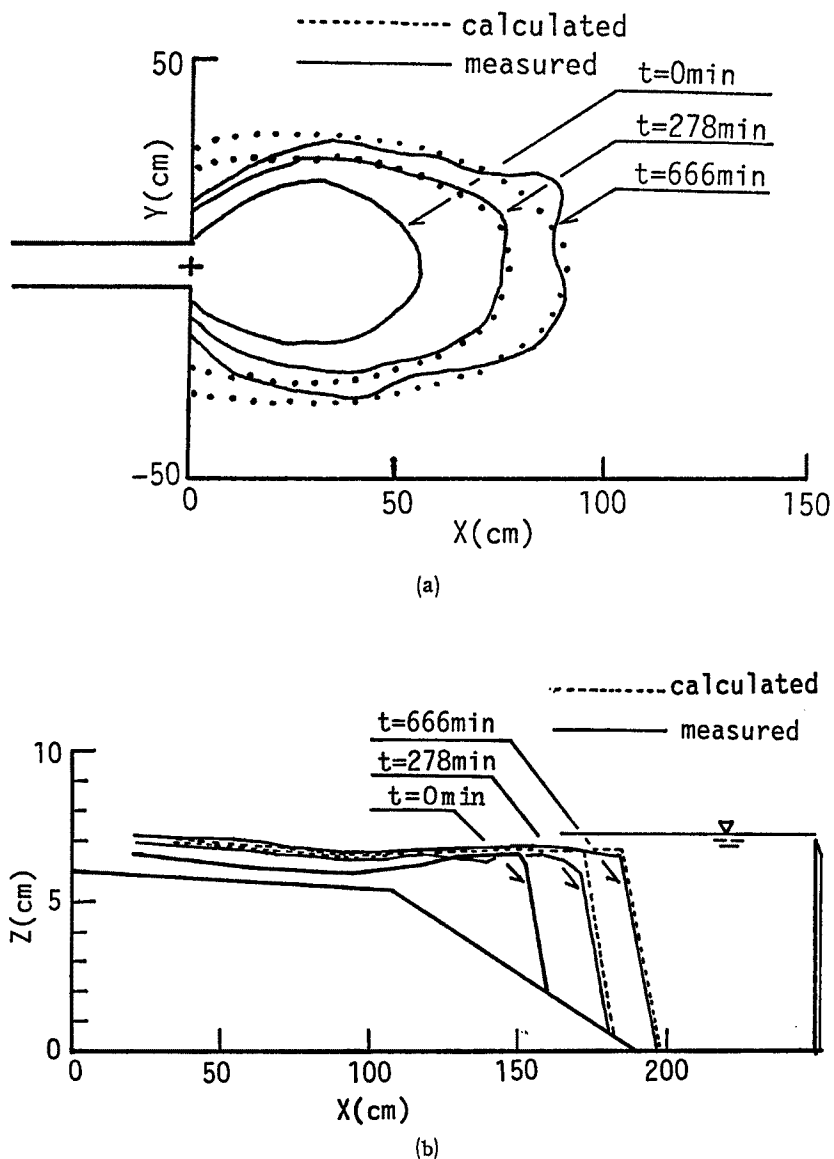 calculated
measured
50
t=0min
t=278min
t=666min
Y(cm)
-50
0
50
100
150
X(cm)
(a)
calculated
measured
t=666min
t=278min
t=0min
10
5
0
Z(cm)
50
100
150
200
X(cm)
(b)